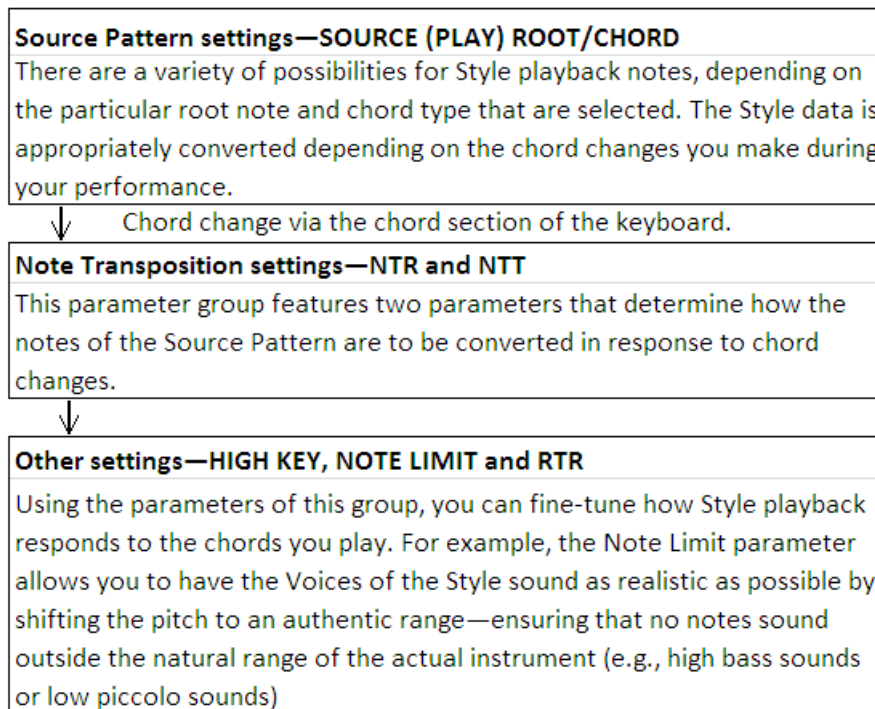 Source Pattern settings—SOURCE (PLAY) ROOT/CHORD
There are a variety of possibilities for Style playback notes, depending on
the particular root note and chord type that are selected. The Style data is
appropriately converted depending on the chord changes you make during
your performance.
Chord change via the chord section of the keyboard.
Note Transposition settings—NTR and NTT
This parameter group features two parameters that determine how the
notes of the Source Pattern are to be converted in response to chord
changes.
Other settings—HIGH KEY, NOTE LIMIT and RTR
Using the parameters of this group, you can fine-tune how Style playback
responds to the chords you play. For example, the Note Limit parameter
allows you to have the Voices of the Style sound as realistic as possible by
shifting the pitch to an authentic range—ensuring that no notes sound
outside the natural range of the actual instrument (e.g., high bass sounds
or low piccolo sounds)